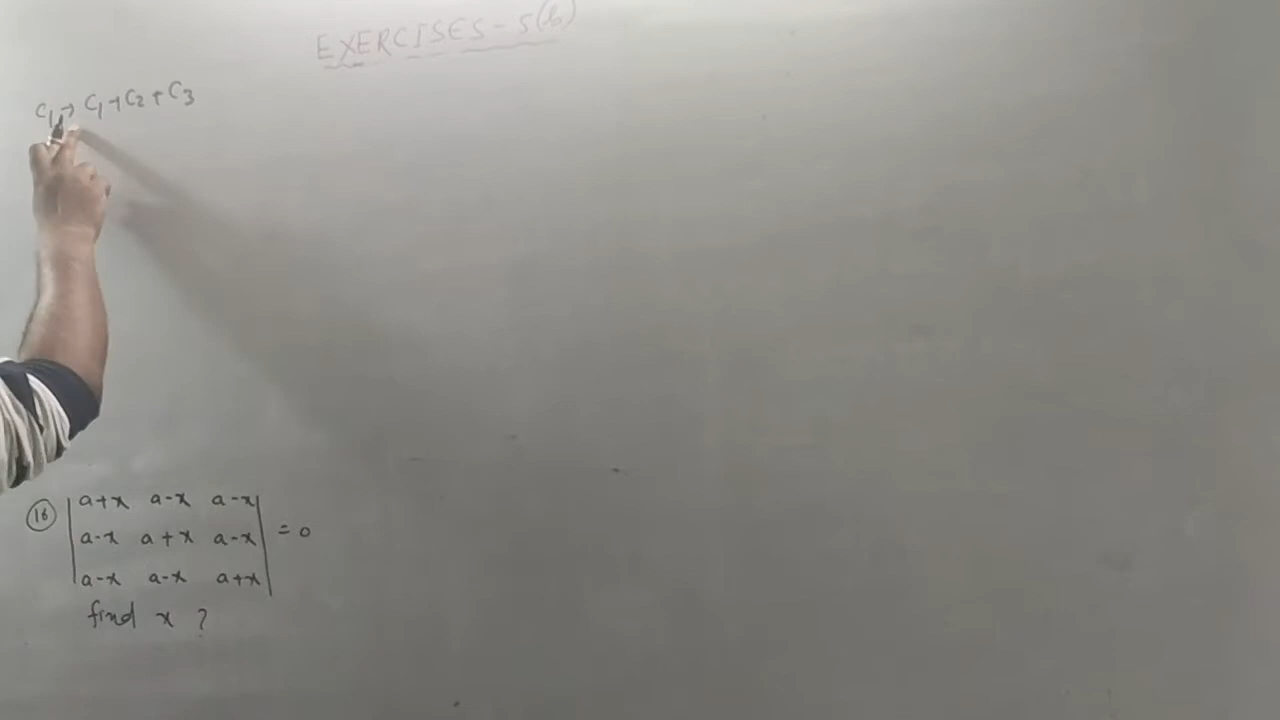 EXERCISES - 5(b)
C1 → C1 + C2 + C3
(16) | a+x a-x a-x |
| a-x a+x a-x | = 0
| a-x a-x a+x |
find x ?